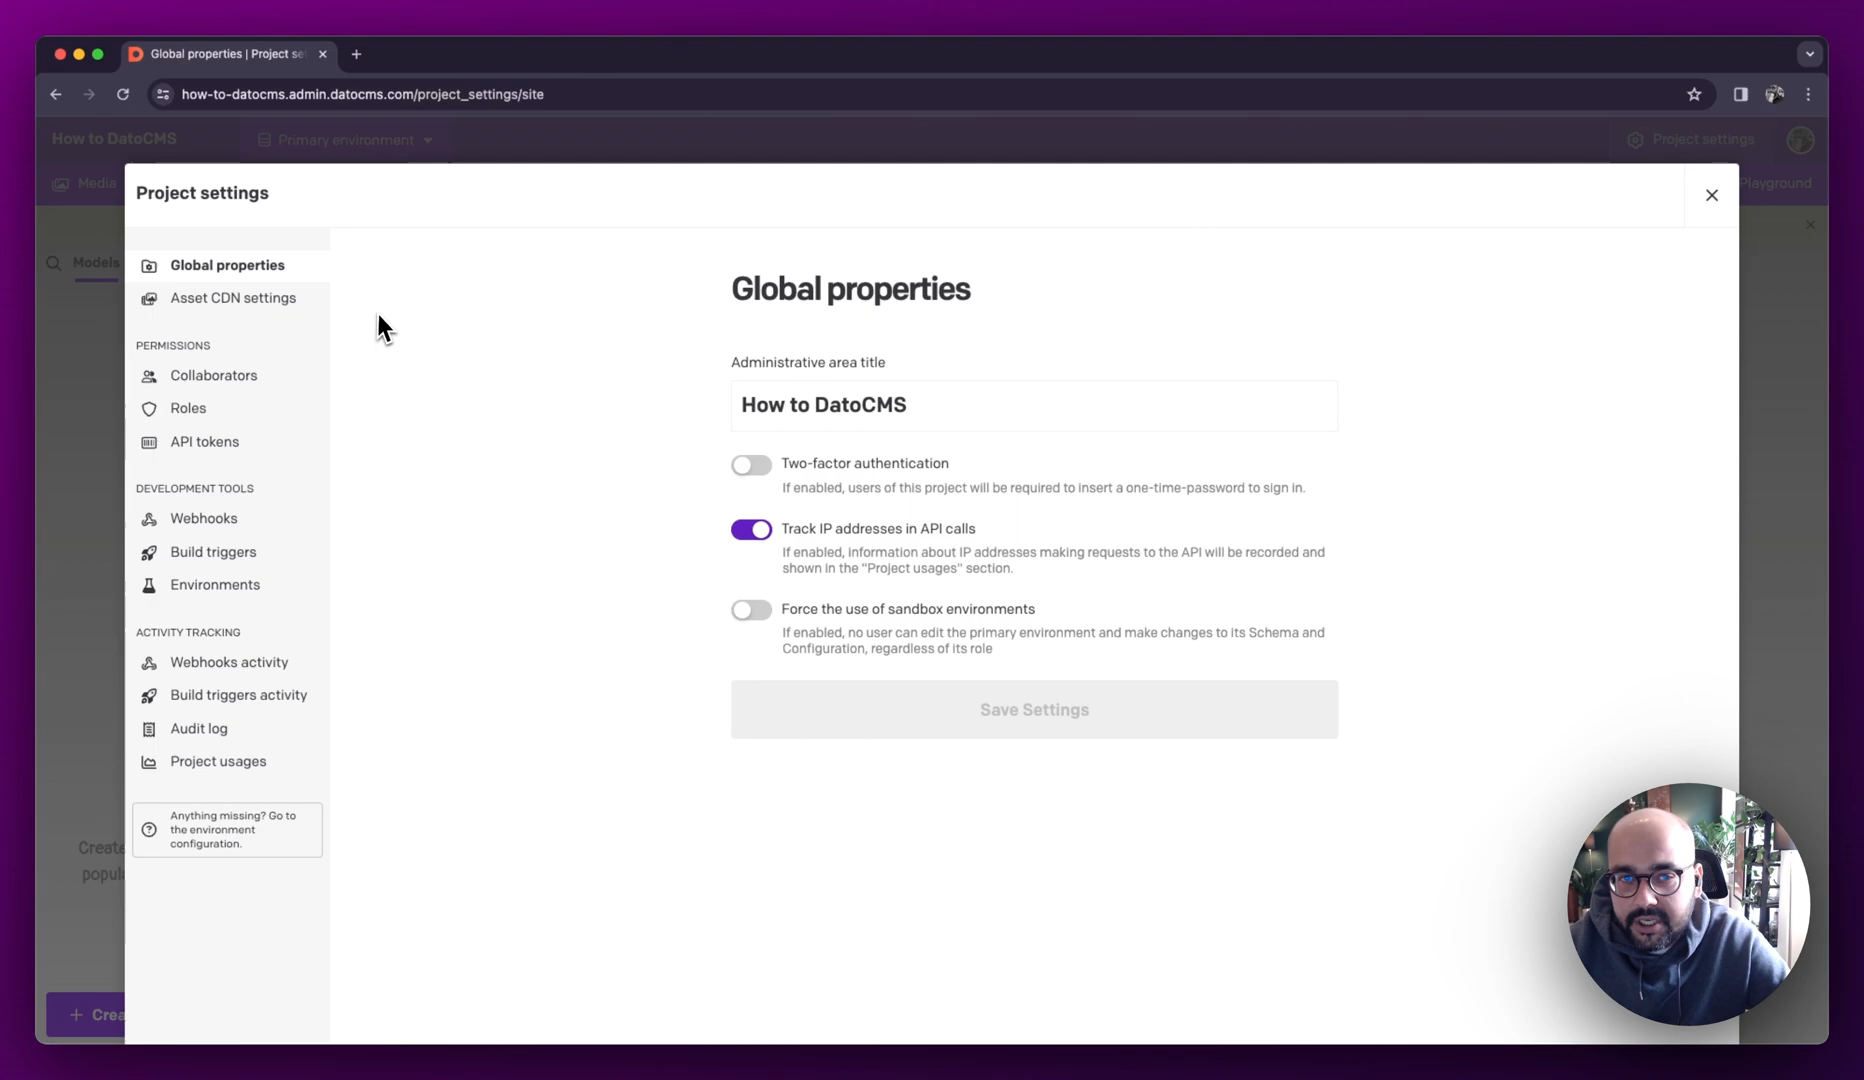 Global properties | Project se
how-to-datocms.admin.datocms.com/project_settings/site
How to DatoCMS
Primary environment
Project settings
Media
Playground
Project settings
Models
Global properties
Asset CDN settings
PERMISSIONS
Collaborators
Roles
API tokens
DEVELOPMENT TOOLS
Webhooks
Build triggers
Environments
ACTIVITY TRACKING
Webhooks activity
Build triggers activity
Audit log
Project usages
Anything missing? Go to
the environment
configuration.
Create
popula
Crea
Global properties
Administrative area title
How to DatoCMS
Two-factor authentication
If enabled, users of this project will be required to insert a one-time-password to sign in.
Track IP addresses in API calls
If enabled, information about IP addresses making requests to the API will be recorded and
shown in the "Project usages" section.
Force the use of sandbox environments
If enabled, no user can edit the primary environment and make changes to its Schema and
Configuration, regardless of its role
Save Settings